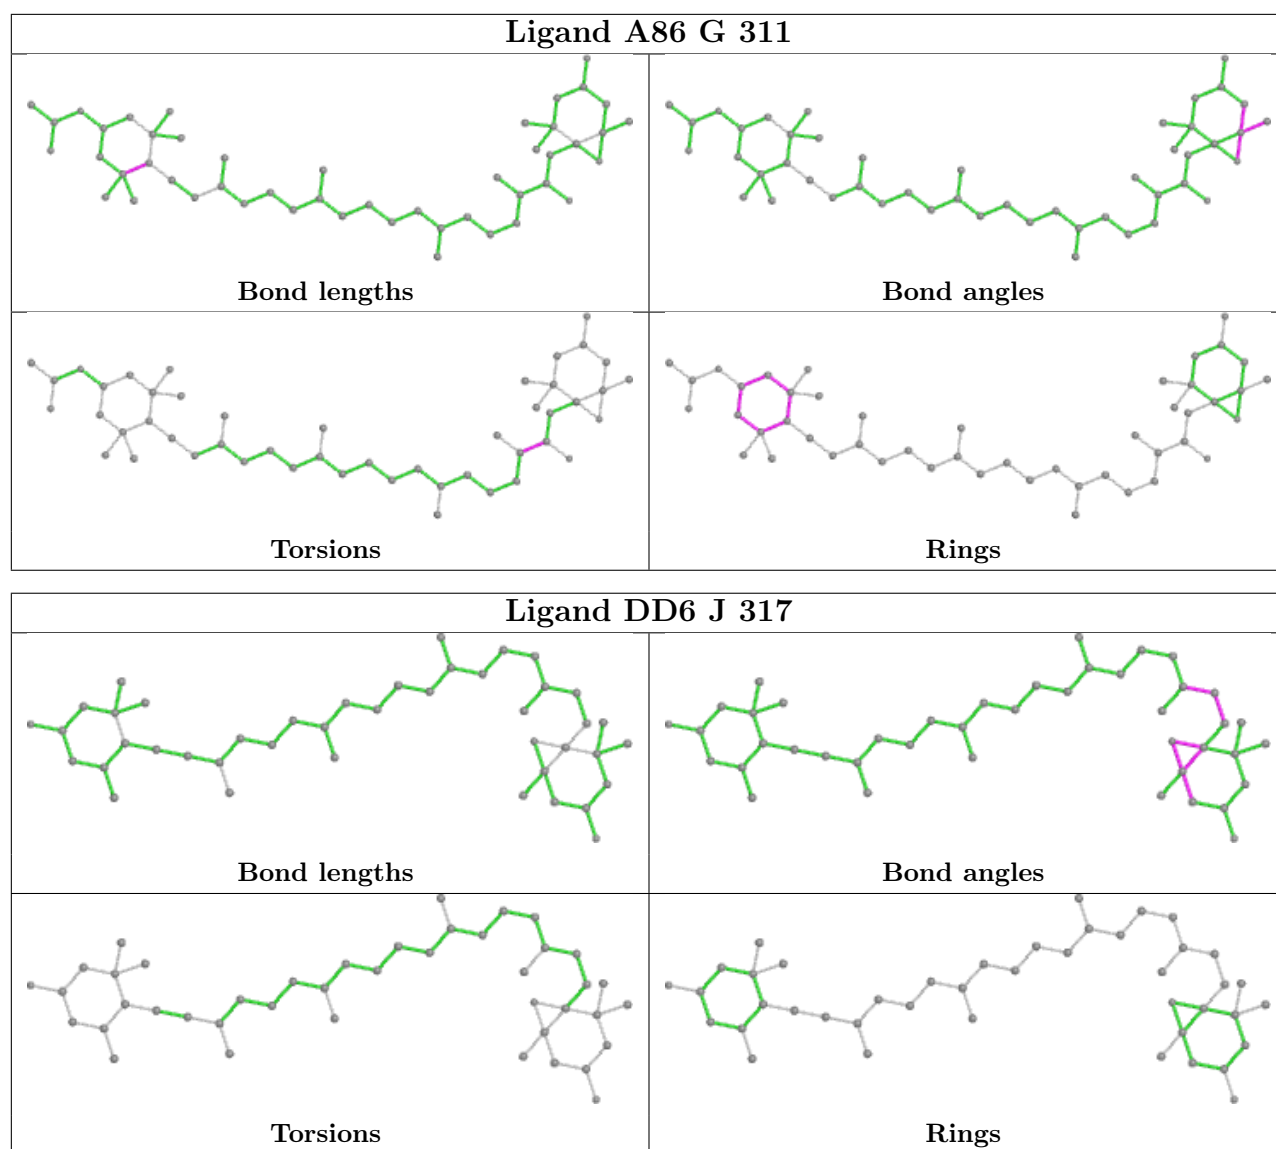 Ligand A86 G 311
Bond lengths
Bond angles
Torsions
Rings
Ligand DD6 J 317
Bond lengths
Bond angles
Torsions
Rings